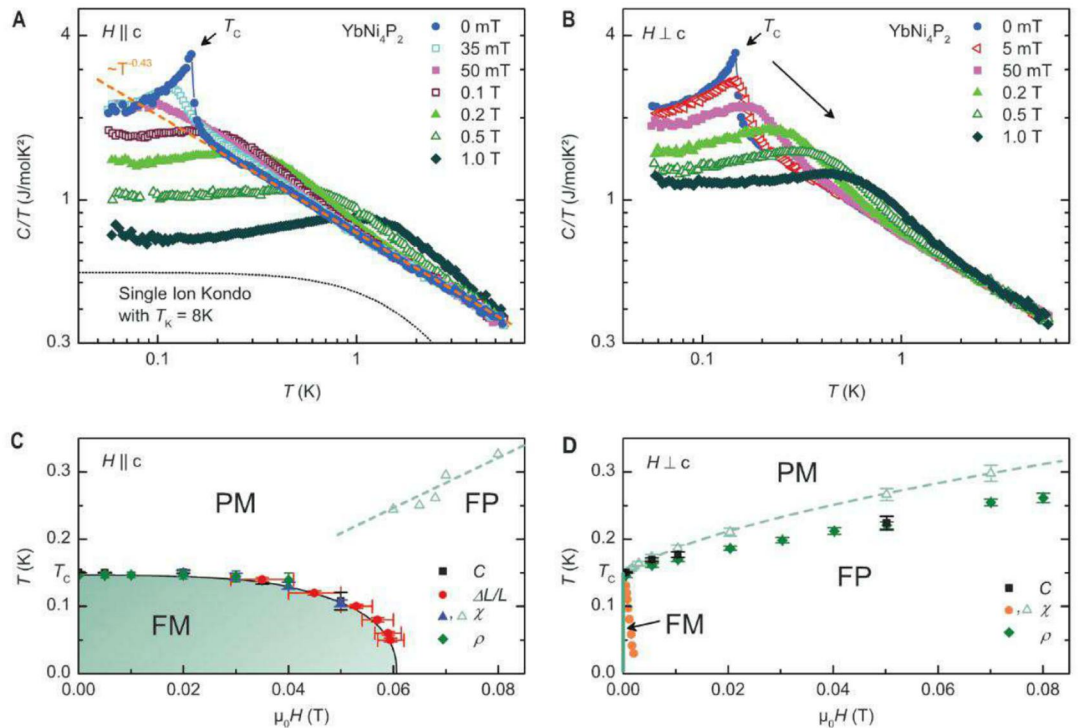 A
H || c
T_C
YbNi₄P₂
~T^-0.43
0 mT
35 mT
50 mT
0.1 T
0.2 T
0.5 T
1.0 T
Single Ion Kondo
with T_K = 8K
4
1
0.3
C/T (J/molK²)
0.1
1
T (K)
B
H ⊥ c
T_C
YbNi₄P₂
0 mT
5 mT
50 mT
0.2 T
0.5 T
1.0 T
4
1
0.3
C/T (J/molK²)
0.1
1
T (K)
C
H || c
PM
FP
FM
C
ΔL/L
, χ
ρ
0.3
0.2
T_C
0.1
0.0
T (K)
0.00
0.02
0.04
0.06
0.08
μ₀H (T)
D
H ⊥ c
PM
FP
FM
C
, χ
ρ
0.3
0.2
T_C
0.1
0.0
T (K)
0.00
0.02
0.04
0.06
0.08
μ₀H (T)